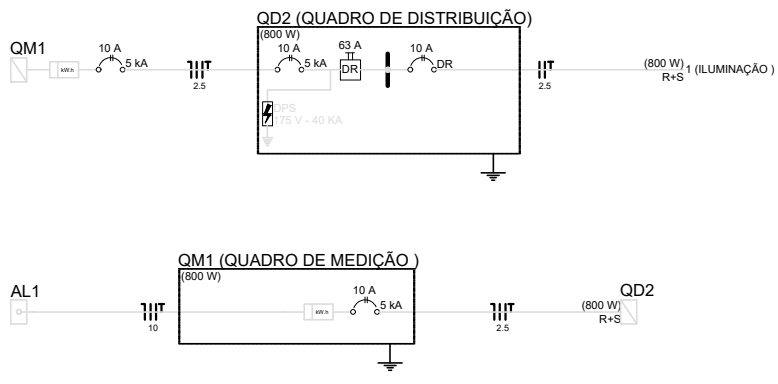 QD2 (QUADRO DE DISTRIBUIÇÃO)
(800 W)
QM1
10 A
5 kA
kW.h
2.5
10 A
5 kA
63 A
DR
10 A
DR
DPS
175 V - 40 KA
2.5
(800 W)
R+S
1 (ILUMINAÇÃO )
QM1 (QUADRO DE MEDIÇÃO )
(800 W)
AL1
10
kW.h
10 A
5 kA
2.5
(800 W)
R+S
QD2